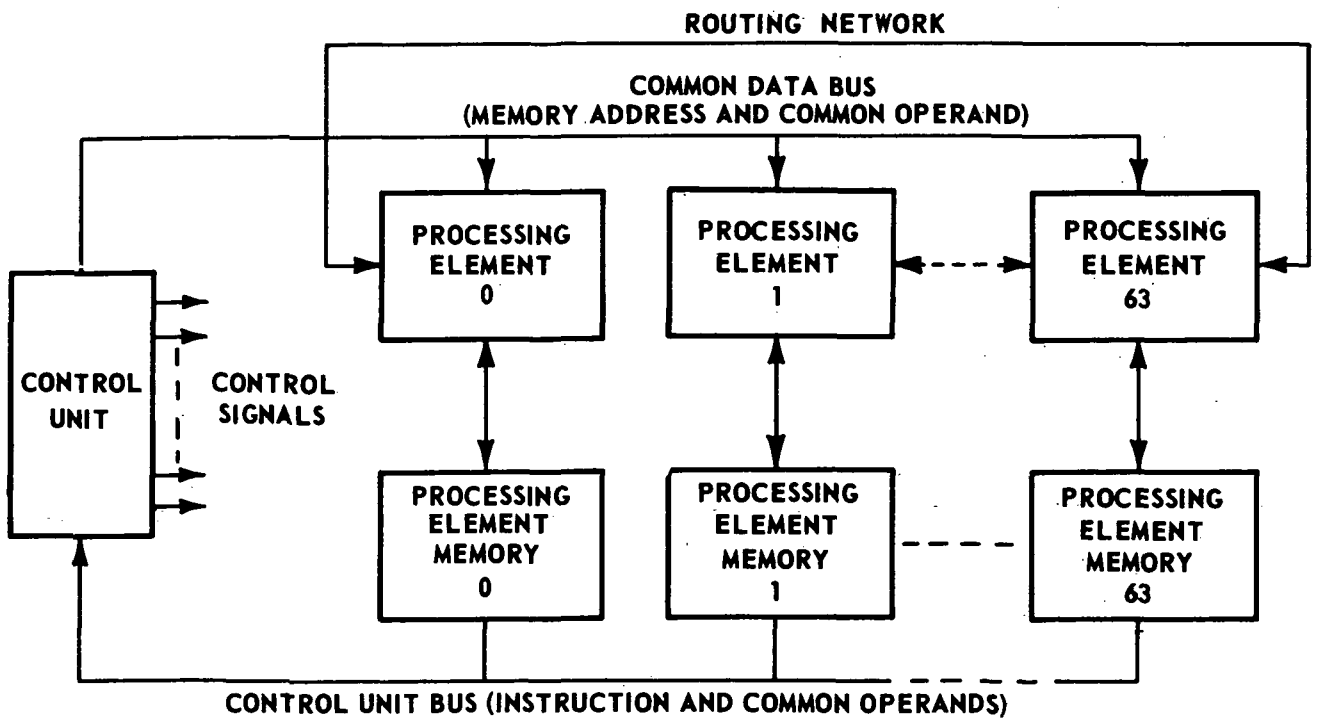 ROUTING NETWORK
COMMON DATA BUS
(MEMORY ADDRESS AND COMMON OPERAND)
PROCESSING
ELEMENT
0
PROCESSING
ELEMENT
1
PROCESSING
ELEMENT
63
CONTROL
UNIT
CONTROL
SIGNALS
PROCESSING
ELEMENT
MEMORY
0
PROCESSING
ELEMENT
MEMORY
1
PROCESSING
ELEMENT
MEMORY
63
CONTROL UNIT BUS (INSTRUCTION AND COMMON OPERANDS)